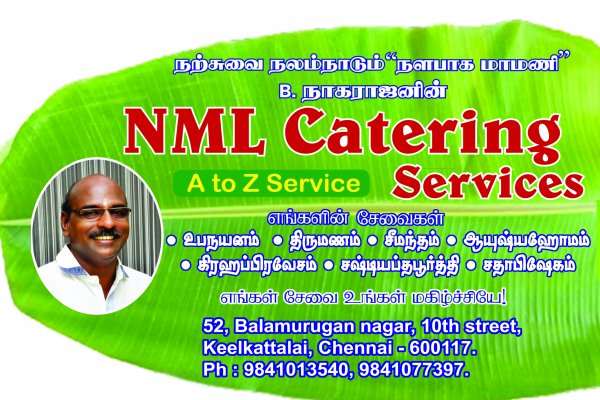 நற்சுவை நலம்நாடும் “நளபாக மாமணி”
B. நாகராஜனின்
NML Catering
A to Z Service
Services
எங்களின் சேவைகள்
• உபநயனம் • திருமணம் • சீமந்தம் • ஆயுஷ்யஹோமம்
• கிரஹப்பிரவேசம் • சஷ்டியப்தபூர்த்தி • சதாபிஷேகம்
எங்கள் சேவை உங்கள் மகிழ்ச்சியே!
52, Balamurugan nagar, 10th street,
Keelkattalai, Chennai - 600117.
Ph : 9841013540, 9841077397.